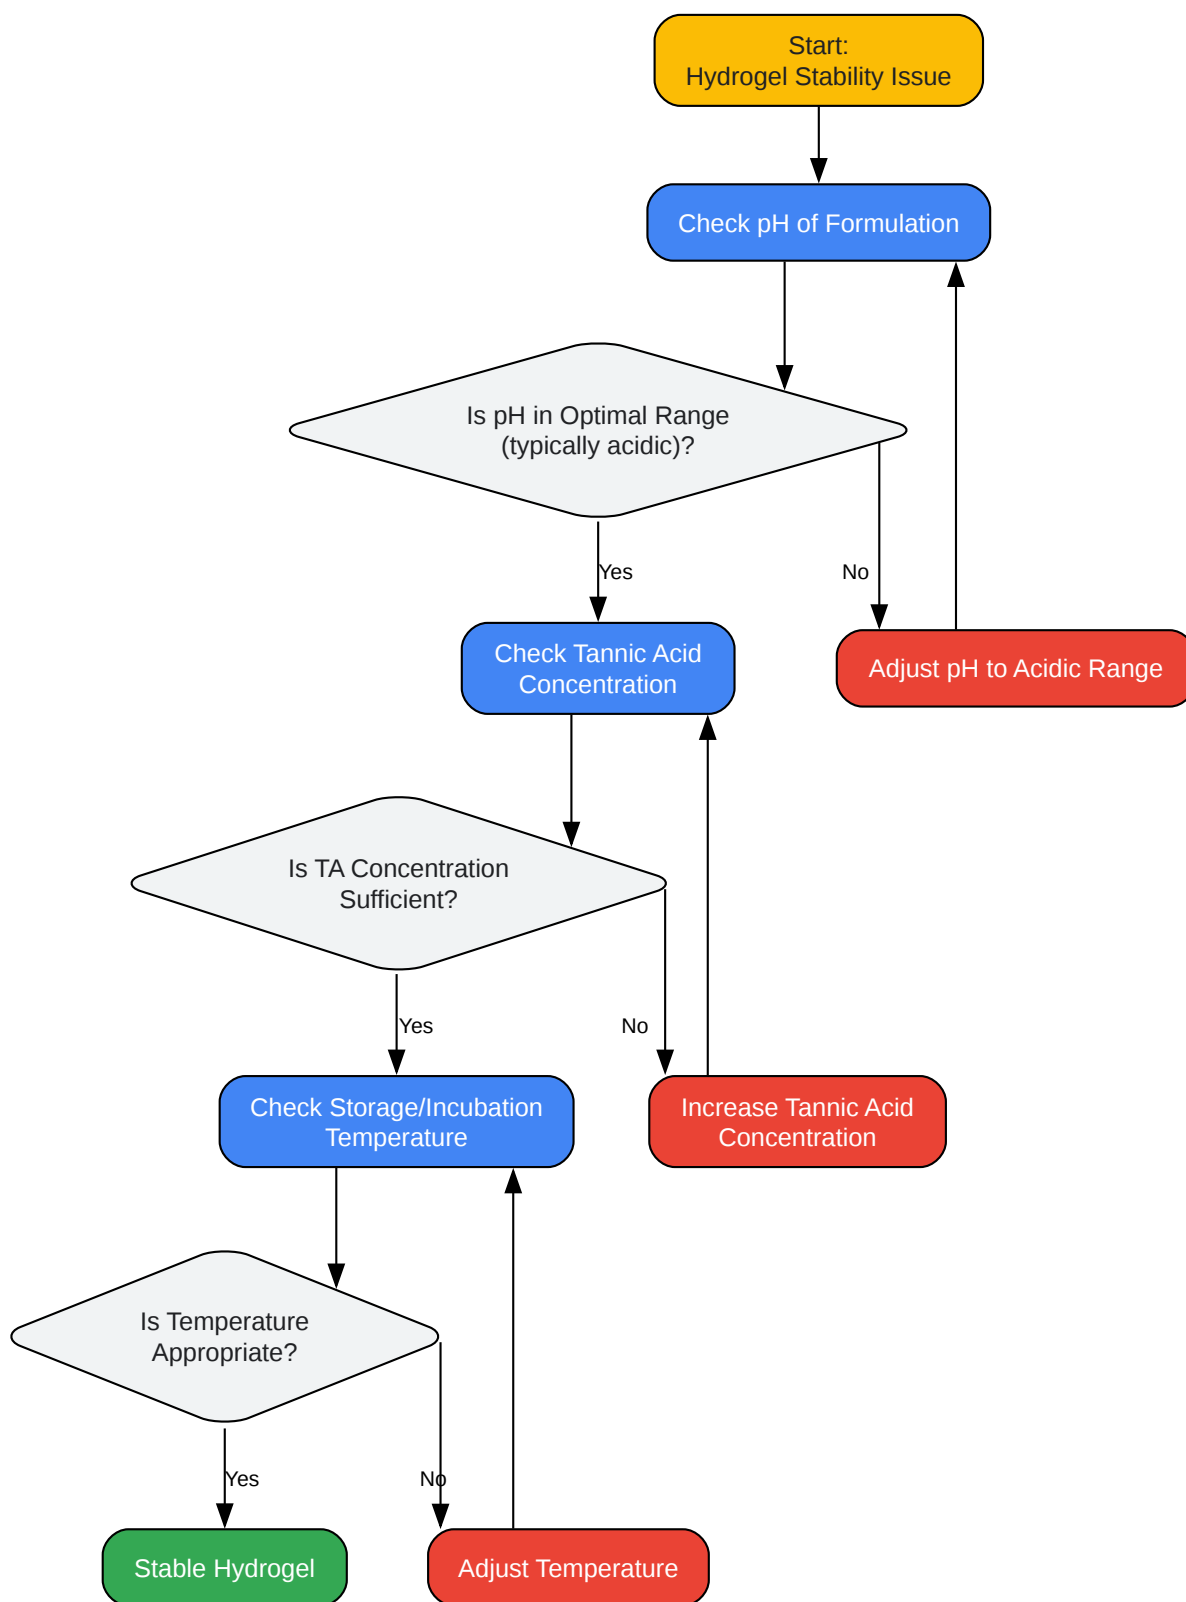 Start:
Hydrogel Stability Issue
Check pH of Formulation
Is pH in Optimal Range
(typically acidic)?
Yes
No
Check Tannic Acid
Concentration
Adjust pH to Acidic Range
Is TA Concentration
Sufficient?
Yes
No
Check Storage/Incubation
Temperature
Increase Tannic Acid
Concentration
Is Temperature
Appropriate?
Yes
No
Stable Hydrogel
Adjust Temperature